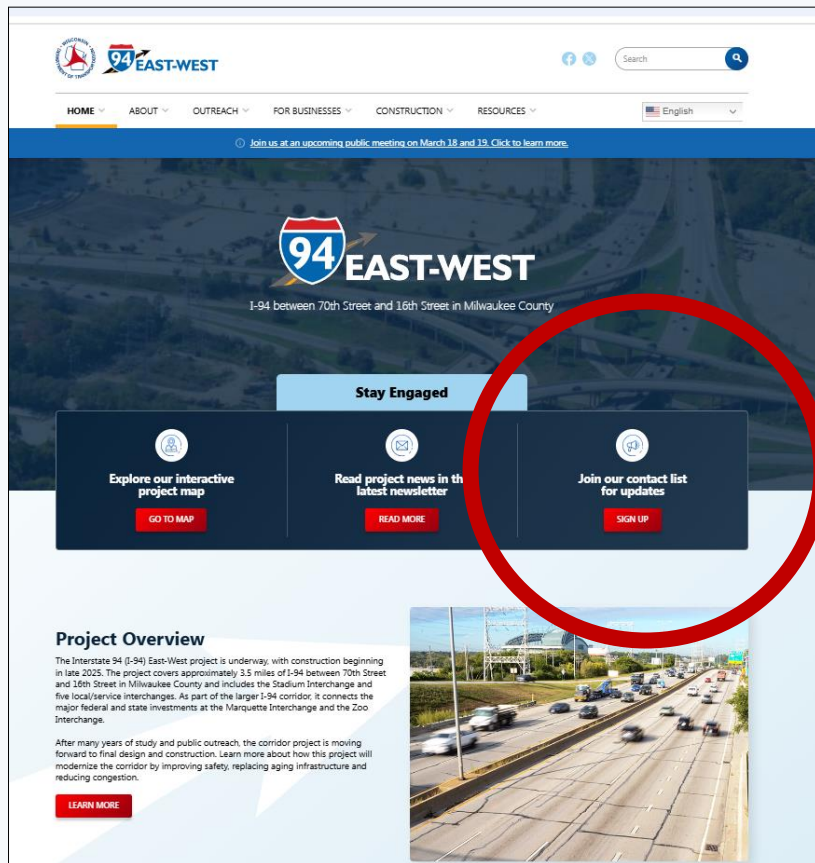 WISCONSIN
DEPARTMENT OF TRANSPORTATION
94 EAST-WEST
Search
HOME ABOUT OUTREACH FOR BUSINESSES CONSTRUCTION RESOURCES English
Join us at an upcoming public meeting on March 18 and 19. Click to learn more.
94 EAST-WEST
I-94 between 70th Street and 16th Street in Milwaukee County
Stay Engaged
Explore our interactive
project map
GO TO MAP
Read project news in th
latest newsletter
READ MORE
Join our contact list
for updates
SIGN UP
Project Overview
The Interstate 94 (I-94) East-West project is underway, with construction beginning
in late 2025. The project covers approximately 3.5 miles of I-94 between 70th Street
and 16th Street in Milwaukee County and includes the Stadium Interchange and
five local/service interchanges. As part of the larger I-94 corridor, it connects the
major federal and state investments at the Marquette Interchange and the Zoo
Interchange.
After many years of study and public outreach, the corridor project is moving
forward to final design and construction. Learn more about how this project will
modernize the corridor by improving safety, replacing aging infrastructure and
reducing congestion.
LEARN MORE